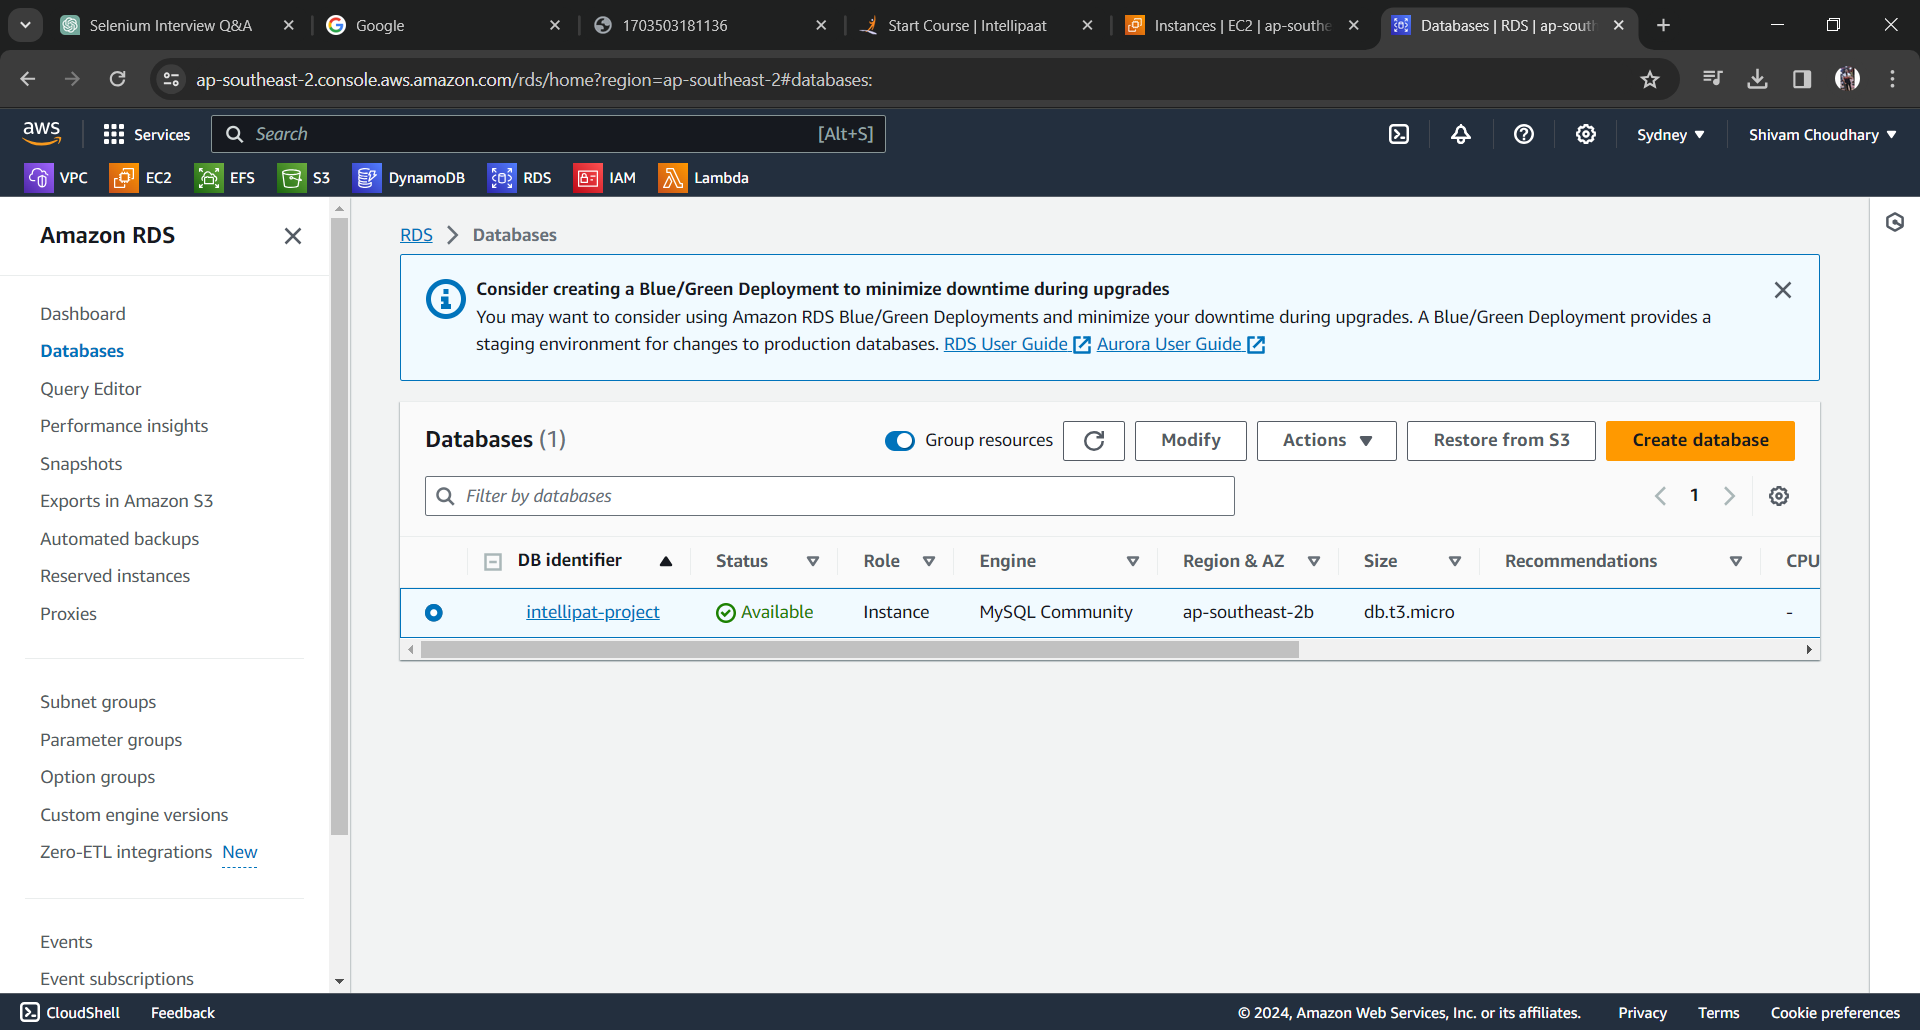 Selenium Interview Q&A
Google
1703503181136
Start Course | Intellipaat
Instances | EC2 | ap-southe
Databases | RDS | ap-south
ap-southeast-2.console.aws.amazon.com/rds/home?region=ap-southeast-2#databases:
aws
Services
Search
[Alt+S]
Sydney
Shivam Choudhary
VPC
EC2
EFS
S3
DynamoDB
RDS
IAM
Lambda
Amazon RDS
Dashboard
Databases
Query Editor
Performance insights
Snapshots
Exports in Amazon S3
Automated backups
Reserved instances
Proxies
Subnet groups
Parameter groups
Option groups
Custom engine versions
Zero-ETL integrations New
Events
Event subscriptions
RDS > Databases
Consider creating a Blue/Green Deployment to minimize downtime during upgrades
You may want to consider using Amazon RDS Blue/Green Deployments and minimize your downtime during upgrades. A Blue/Green Deployment provides a
staging environment for changes to production databases. RDS User Guide Aurora User Guide
Databases (1)
Group resources
Modify
Actions
Restore from S3
Create database
Filter by databases
1
DB identifier
Status
Role
Engine
Region & AZ
Size
Recommendations
CPU
intellipat-project
Available
Instance
MySQL Community
ap-southeast-2b
db.t3.micro
-
CloudShell
Feedback
© 2024, Amazon Web Services, Inc. or its affiliates.
Privacy
Terms
Cookie preferences